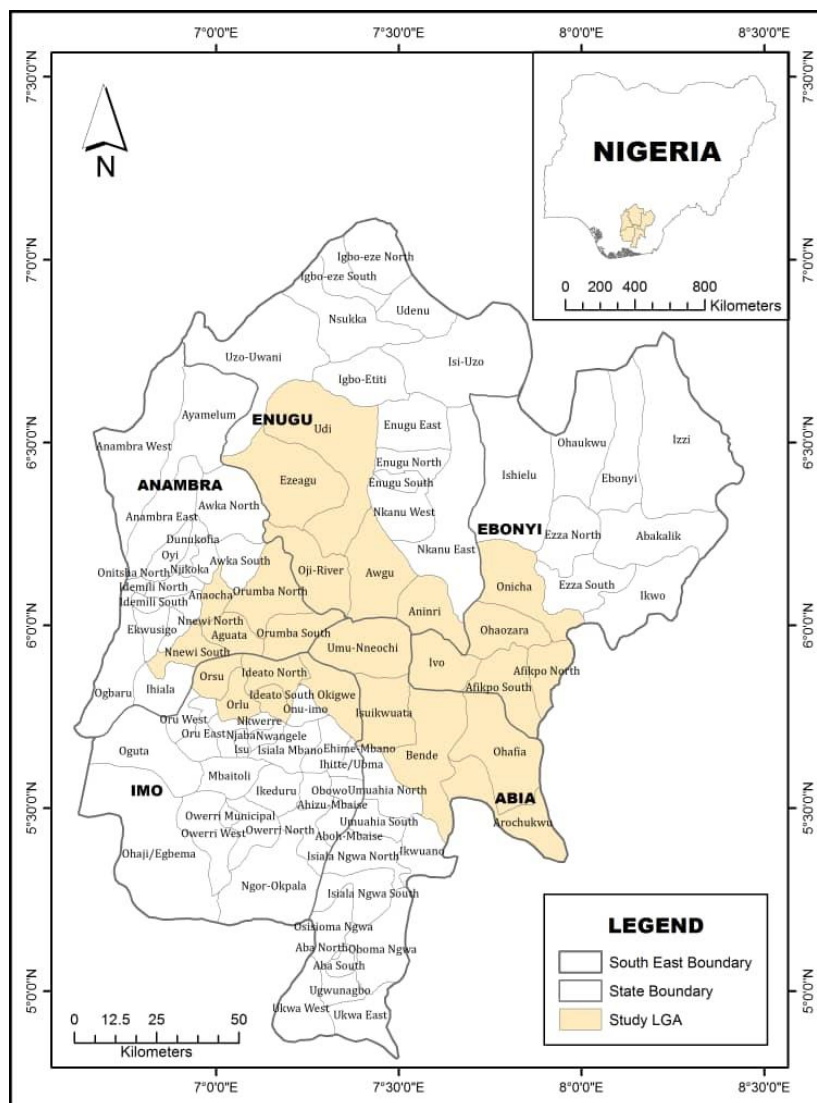 7°0'0"E 7°30'0"E 8°0'0"E 8°30'0"E
7°30'0"N
7°30'0"N
N
NIGERIA
0 200 400 800
Kilometers
7°0'0"N
7°0'0"N
Igbo-eze North
Igbo-eze South
Udenu
Nsukka
Uzo-Uwani
Isi-Uzo
Igbo-Etiti
Ayamelum
ENUGU
Udi
Enugu East
Anambra West
Ohaukwu
Izzi
6°30'0"N
6°30'0"N
Enugu North
Ezeagu
Enugu South
Ishielu
Ebonyi
ANAMBRA
Awka North
Anambra East
Nkanu West
EBONYI
Dunukofia
Nkanu East
Ezza North
Abakalik
Oyi
Awka South
Onitsha North
Njikoka
Oji-River
Awgu
Idemili North
Anaocha
Orumba North
Onicha
Ezza South
Ikwo
Idemili South
Aninri
Nnewi North
6°0'0"N
6°0'0"N
Ekwusigo
Aguata
Orumba South
Ohaozara
Nnewi South
Umu-Nneochi
Ivo
Afikpo North
Orsu
Ideato North
Afikpo South
Ogbaru
Ihiala
Ideato South
Okigwe
Orlu
Onu-imo
Isuikwuata
Oru West
Nkwerre
Oru East
Njaba
Nwangele
Oguta
Isu
Isiala Mbano
Ehime-Mbano
Bende
Ohafia
Ihitte/Ubma
Mbaitoli
IMO
Ikeduru
Obowo
Umuahia North
ABIA
Ahizu-Mbaise
5°30'0"N
5°30'0"N
Owerri Municipal
Umuahia South
Arochukwu
Owerri West
Owerri North
Aboh-Mbaise
Ohaji/Egbema
Isiala Ngwa North
Ikwuano
Ngor-Okpala
Isiala Ngwa South
Osisioma Ngwa
Aba North
Oboma Ngwa
Aba South
Ugwunagbo
Ukwa West
Ukwa East
5°0'0"N
5°0'0"N
0 12.5 25 50
Kilometers
LEGEND
South East Boundary
State Boundary
Study LGA
7°0'0"E 7°30'0"E 8°0'0"E 8°30'0"E